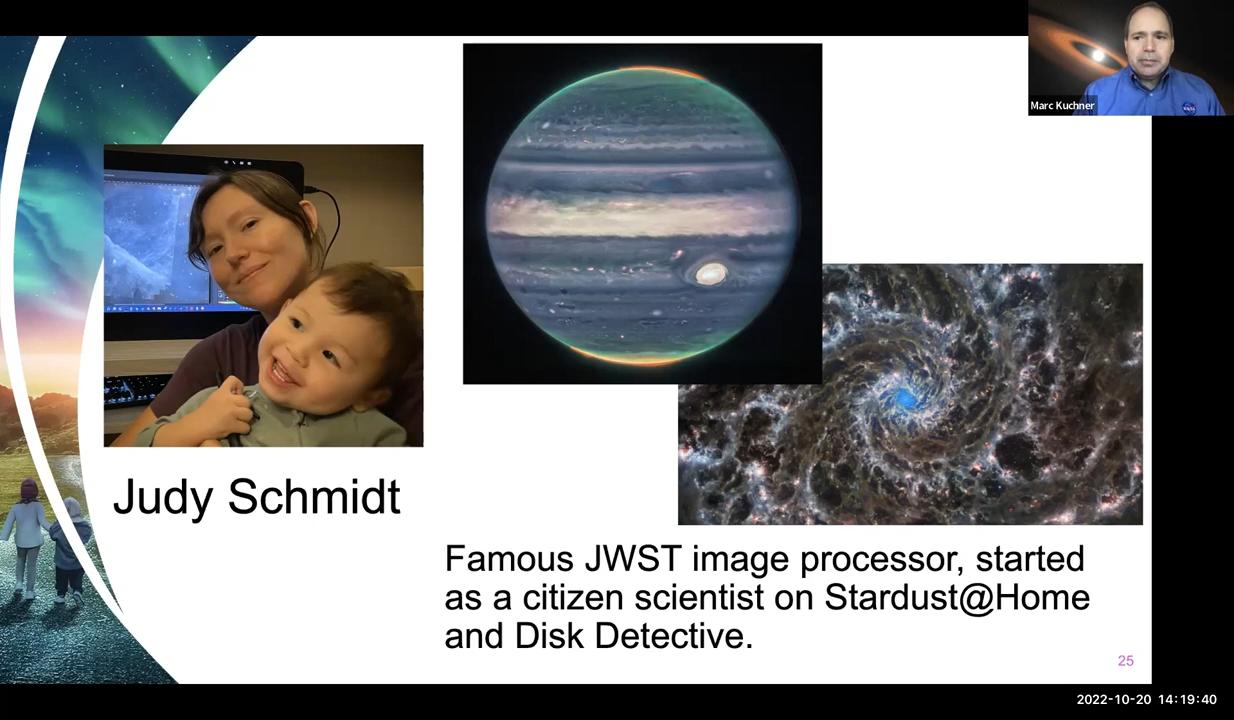 Marc Kuchner
NASA
Judy Schmidt
Famous JWST image processor, started
as a citizen scientist on Stardust@Home
and Disk Detective.
25
2022-10-20 14:19:40